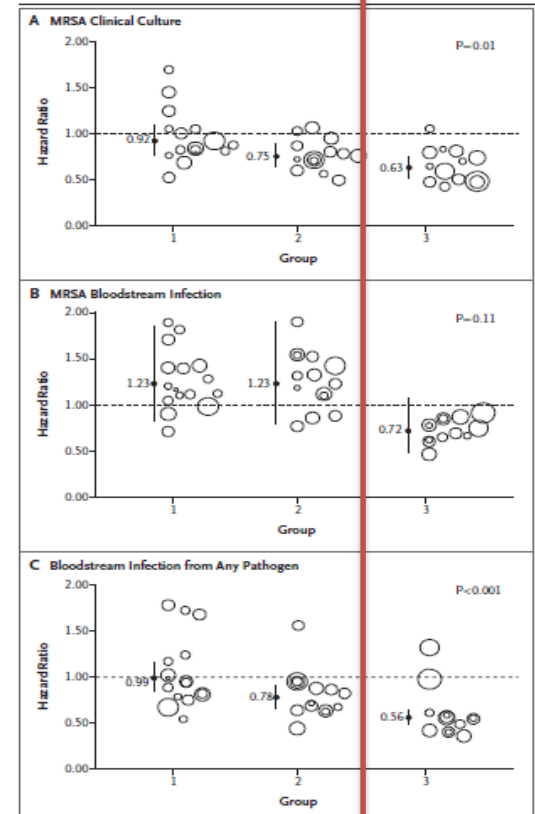 A MRSA Clinical Culture
2.00
P=0.01
1.50
Hazard Ratio
1.00
0.92
0.75
0.63
0.50
0.00
1 2 3
Group
B MRSA Bloodstream Infection
2.00
P=0.11
1.50
Hazard Ratio
1.23
1.23
1.00
0.72
0.50
0.00
1 2 3
Group
C Bloodstream Infection from Any Pathogen
2.00
P<0.001
1.50
Hazard Ratio
1.00
0.99
0.78
0.56
0.50
0.00
1 2 3
Group